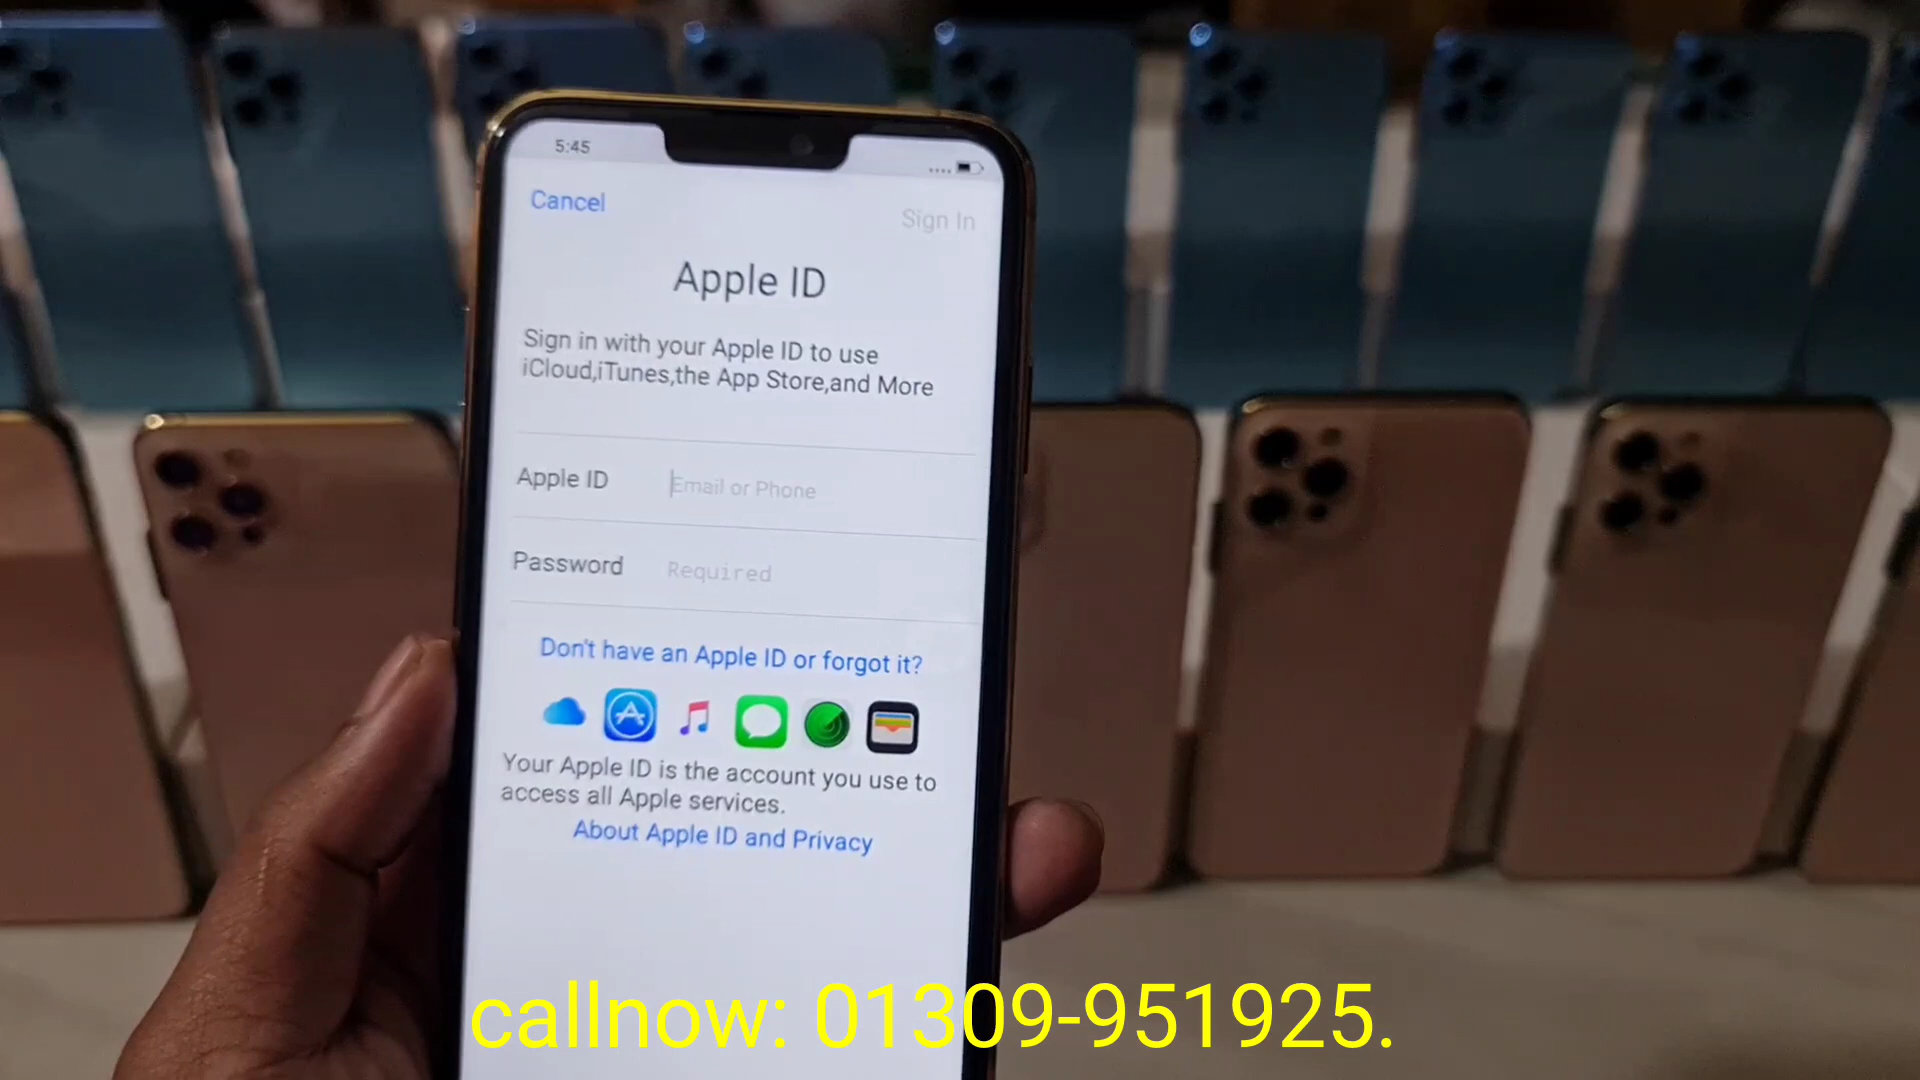 5:45
Cancel
Sign In
Apple ID
Sign in with your Apple ID to use
iCloud,iTunes,the App Store,and More
Apple ID Email or Phone
Password Required
Don't have an Apple ID or forgot it?
Your Apple ID is the account you use to
access all Apple services.
About Apple ID and Privacy
callnow: 01309-951925.